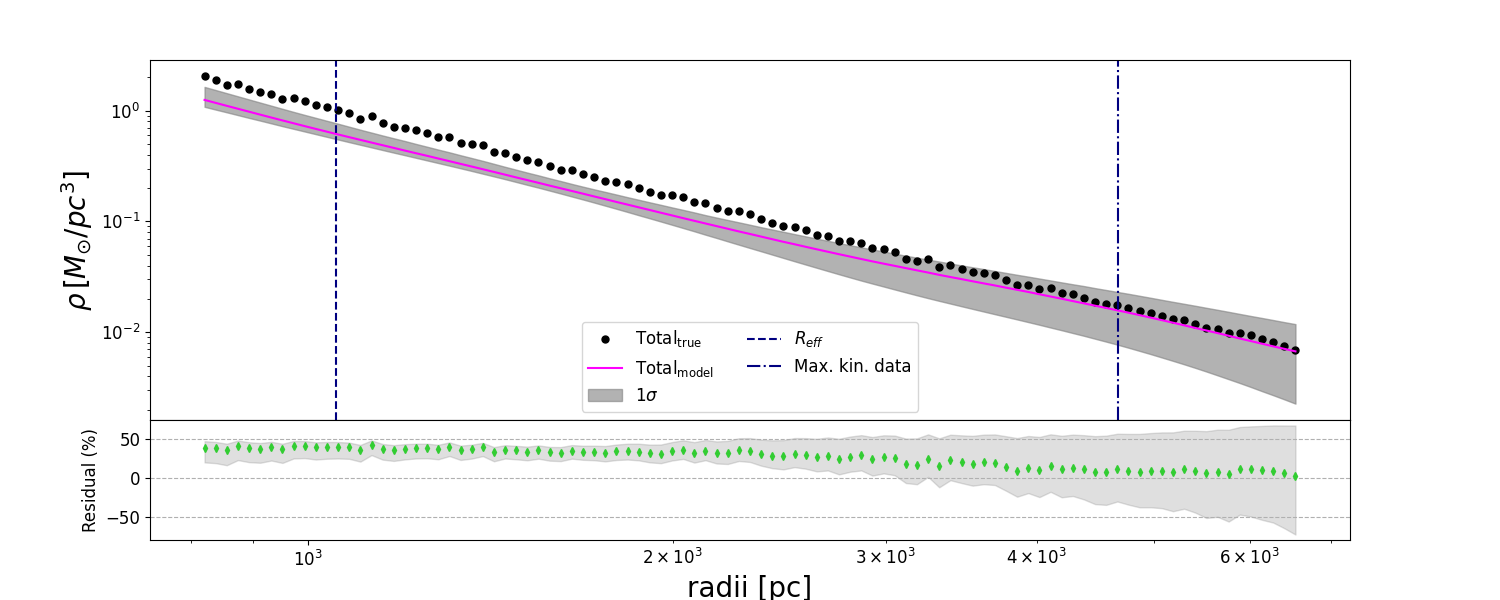 ρ [M⊙/pc³]
10⁰
10⁻¹
10⁻²
Total_true
Total_model
1σ
R_eff
Max. kin. data
Residual (%)
50
0
−50
10³
2 × 10³
3 × 10³
4 × 10³
6 × 10³
radii [pc]